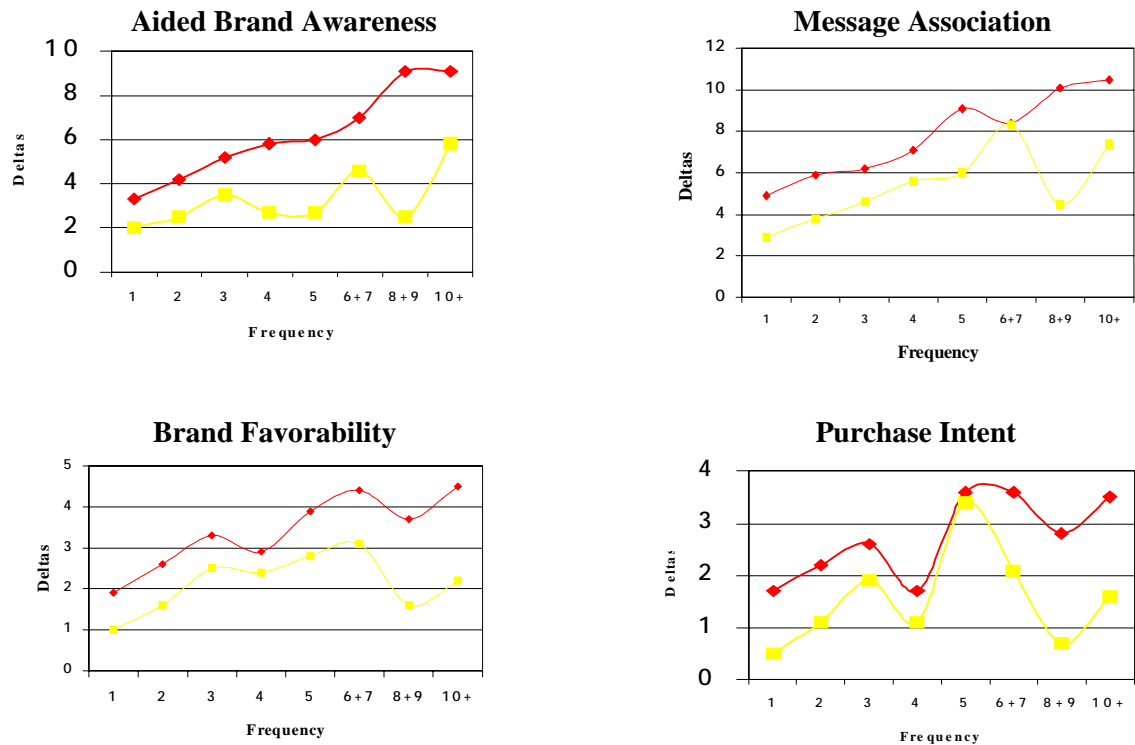 Aided Brand Awareness
10
8
6
4
2
0
Deltas
1 2 3 4 5 6+7 8+9 10+
Frequency
Message Association
12
10
8
6
4
2
0
Deltas
1 2 3 4 5 6+7 8+9 10+
Frequency
Brand Favorability
5
4
3
2
1
0
Deltas
1 2 3 4 5 6+7 8+9 10+
Frequency
Purchase Intent
4
3
2
1
0
Deltas
1 2 3 4 5 6+7 8+9 10+
Frequency